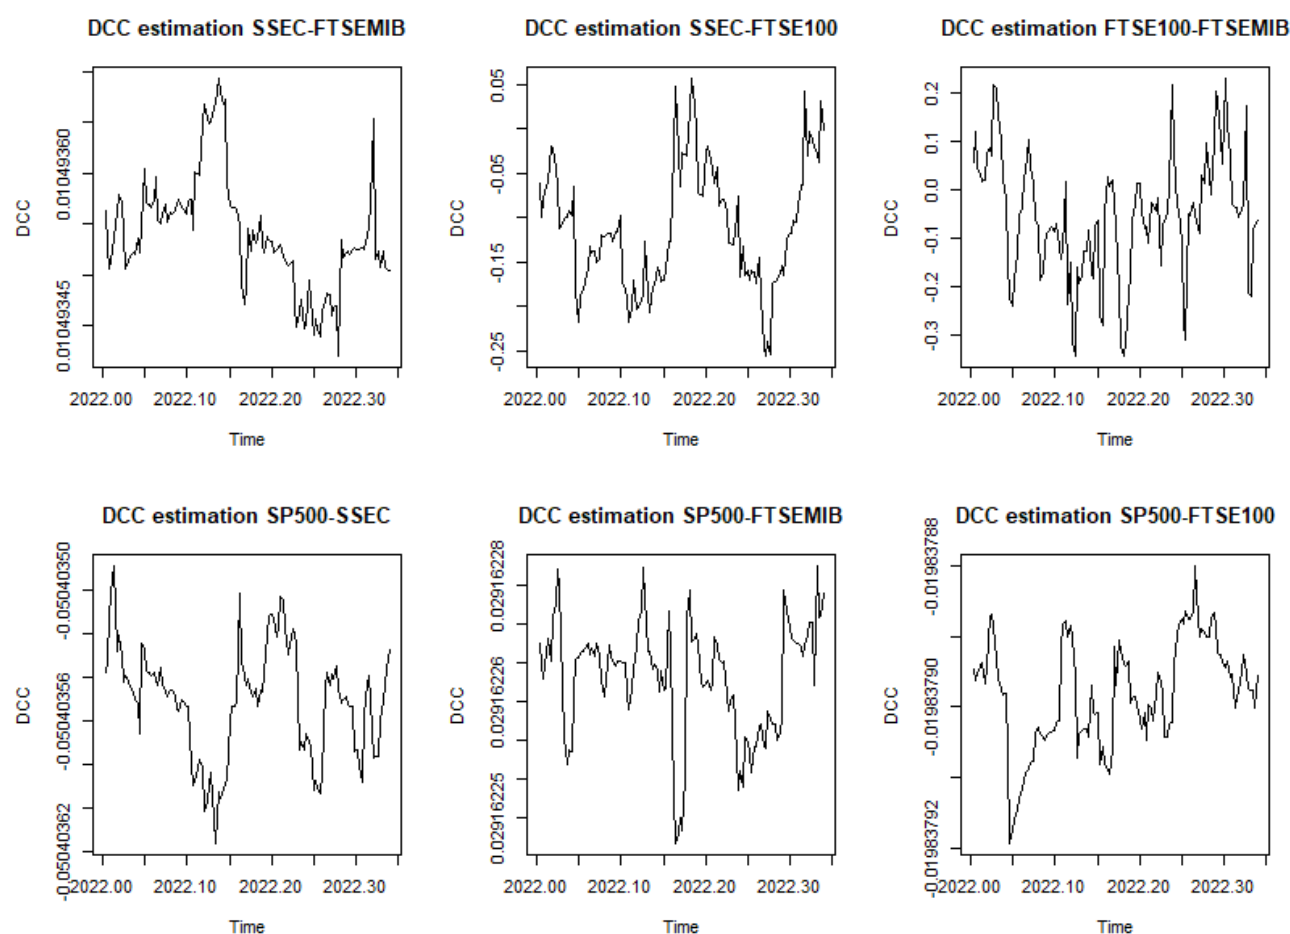 DCC estimation SSEC-FTSEMIB
DCC
0.01049360
0.01049345
2022.00 2022.10 2022.20 2022.30
Time
DCC estimation SSEC-FTSE100
DCC
0.05
-0.05
-0.15
-0.25
2022.00 2022.10 2022.20 2022.30
Time
DCC estimation FTSE100-FTSEMIB
DCC
0.2
0.1
0.0
-0.1
-0.2
-0.3
2022.00 2022.10 2022.20 2022.30
Time
DCC estimation SP500-SSEC
DCC
-0.05040350
-0.05040356
-0.05040362
2022.00 2022.10 2022.20 2022.30
Time
DCC estimation SP500-FTSEMIB
DCC
0.02916228
0.02916226
0.02916226
0.02916225
0.02916225
2022.00 2022.10 2022.20 2022.30
Time
DCC estimation SP500-FTSE100
DCC
-0.01983788
-0.01983790
-0.01983792
2022.00 2022.10 2022.20 2022.30
Time